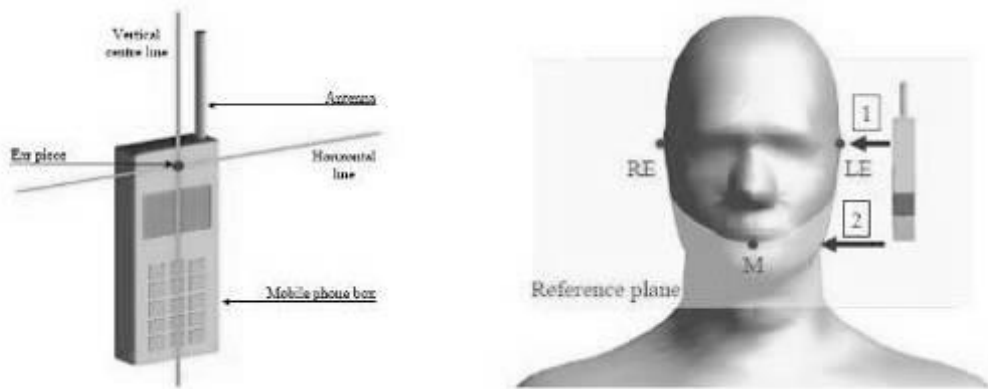 Vertical
centre line
Antenna
Ear piece
Horizontal
line
Mobile phone box
1
RE
LE
2
M
Reference plane